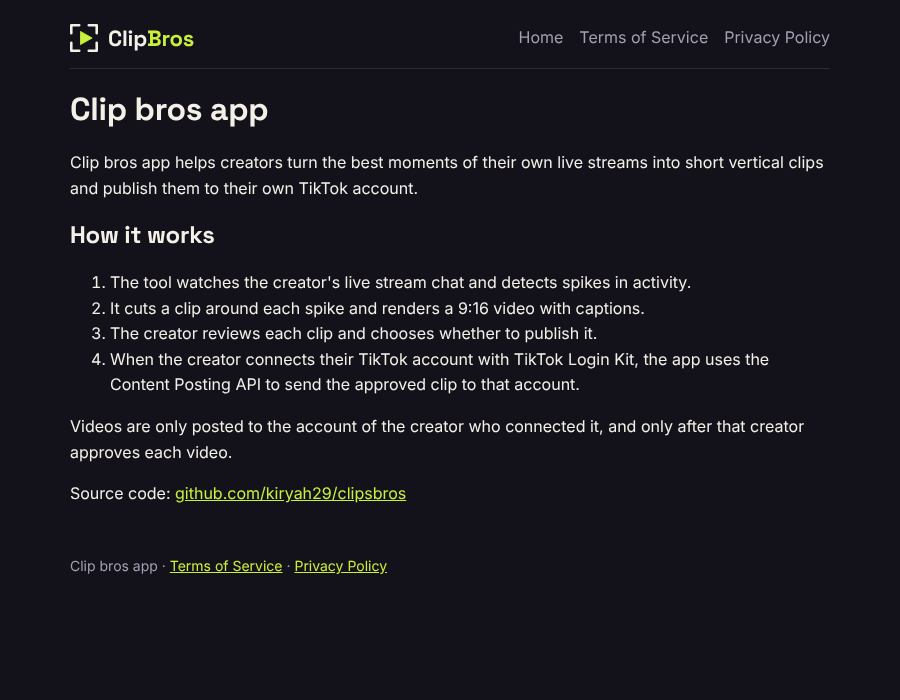 ClipBros
Home Terms of Service Privacy Policy
Clip bros app
Clip bros app helps creators turn the best moments of their own live streams into short vertical clips
and publish them to their own TikTok account.
How it works
1. The tool watches the creator's live stream chat and detects spikes in activity.
2. It cuts a clip around each spike and renders a 9:16 video with captions.
3. The creator reviews each clip and chooses whether to publish it.
4. When the creator connects their TikTok account with TikTok Login Kit, the app uses the
Content Posting API to send the approved clip to that account.
Videos are only posted to the account of the creator who connected it, and only after that creator
approves each video.
Source code: github.com/kiryah29/clipsbros
Clip bros app · Terms of Service · Privacy Policy